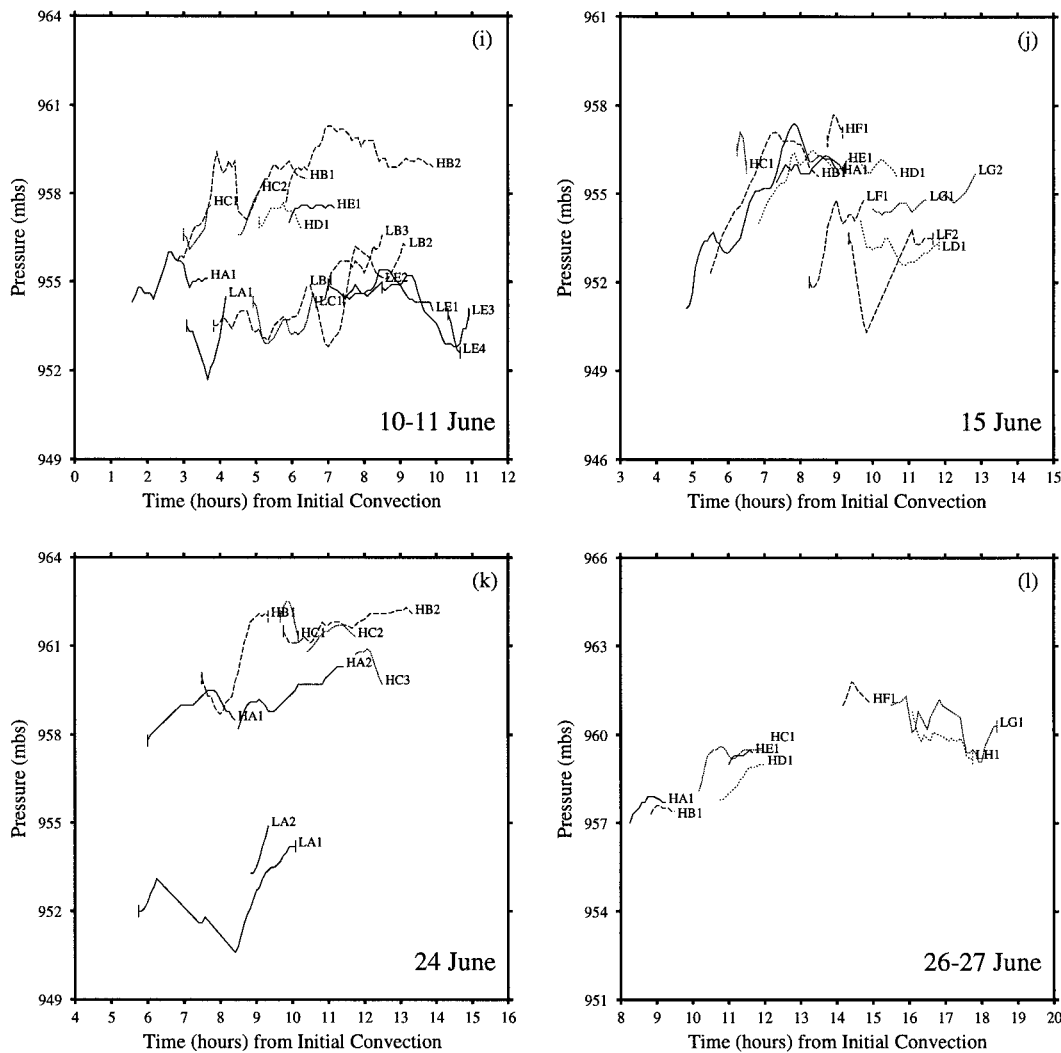 (i)
Pressure (mbs)
964
961
958
955
952
949
HC1
HC2
HB1
HB2
HE1
HD1
HA1
LA1
LB3
LB2
LB1
LC1
LE2
LE1
LE3
LE4
10-11 June
0 1 2 3 4 5 6 7 8 9 10 11 12
Time (hours) from Initial Convection
(j)
Pressure (mbs)
961
958
955
952
949
946
HF1
HC1
HE1
HB1
HA1
HD1
LG2
LF1
LG1
LF2
LD1
15 June
3 4 5 6 7 8 9 10 11 12 13 14 15
Time (hours) from Initial Convection
(k)
Pressure (mbs)
964
961
958
955
952
949
HB1
HB2
HC1
HC2
HA2
HC3
HA1
LA2
LA1
24 June
4 5 6 7 8 9 10 11 12 13 14 15 16
Time (hours) from Initial Convection
(l)
Pressure (mbs)
966
963
960
957
954
951
HF1
LG1
HC1
HE1
LH1
HD1
HA1
HB1
26-27 June
8 9 10 11 12 13 14 15 16 17 18 19 20
Time (hours) from Initial Convection